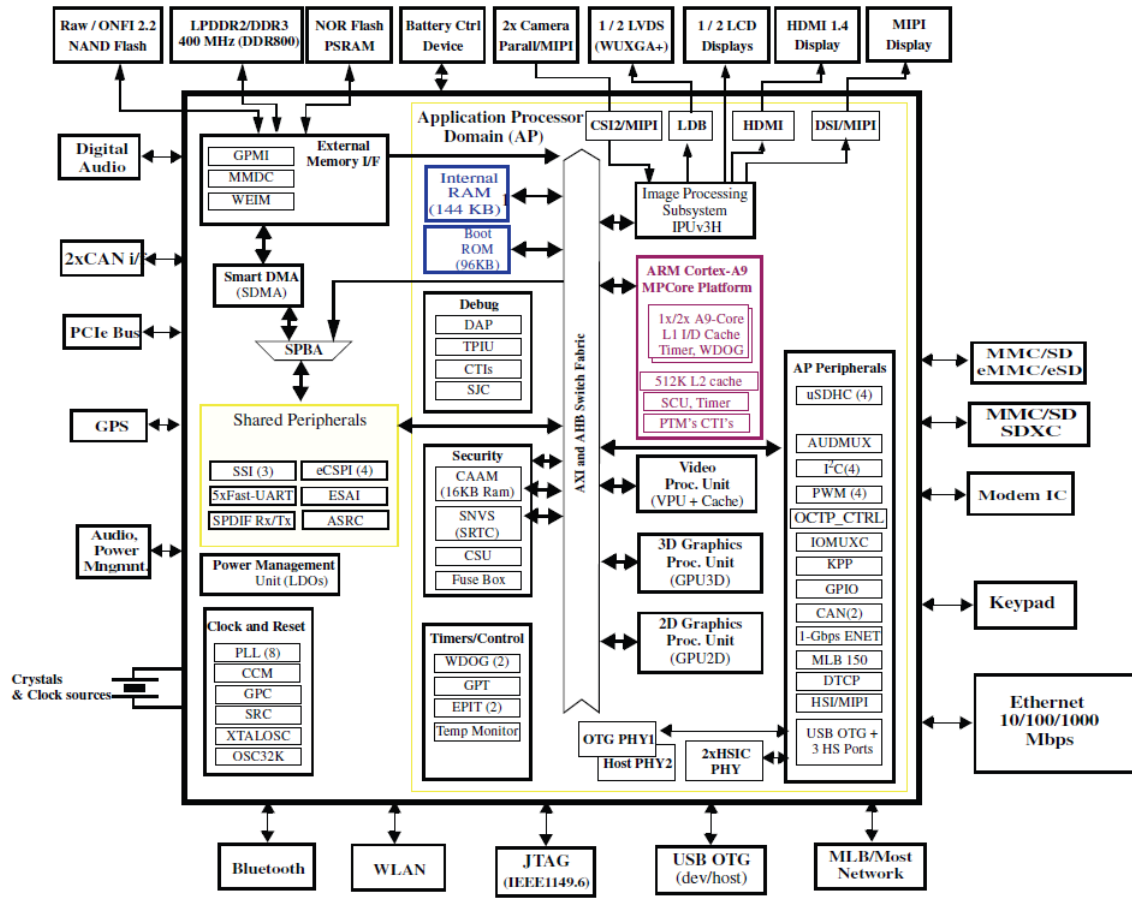 Raw / ONFI 2.2
NAND Flash
LPDDR2/DDR3
400 MHz (DDR800)
NOR Flash
PSRAM
Battery Ctrl
Device
2x Camera
Parall/MIPI
1 / 2 LVDS
(WUXGA+)
1 / 2 LCD
Displays
HDMI 1.4
Display
MIPI
Display
Application Processor
Domain (AP)
CSI2/MIPI
LDB
HDMI
DSI/MIPI
External
Memory I/F
GPMI
MMDC
WEIM
Digital
Audio
2xCAN i/f
PCIe Bus
GPS
Audio,
Power
Mngmnt.
Crystals
& Clock sources
Smart DMA
(SDMA)
SPBA
Shared Peripherals
SSI (3)
eCSPI (4)
5xFast-UART
ESAI
SPDIF Rx/Tx
ASRC
Power Management
Unit (LDOs)
Clock and Reset
PLL (8)
CCM
GPC
SRC
XTALOSC
OSC32K
Internal
RAM
(144 KB)
Boot
ROM
(96KB)
Debug
DAP
TPIU
CTIs
SJC
Security
CAAM
(16KB Ram)
SNVS
(SRTC)
CSU
Fuse Box
Timers/Control
WDOG (2)
GPT
EPIT (2)
Temp Monitor
AXI and AHB Switch Fabric
Image Processing
Subsystem
IPUv3H
ARM Cortex-A9
MPCore Platform
1x/2x A9-Core
L1 I/D Cache
Timer, WDOG
512K L2 cache
SCU, Timer
PTM's CTI's
Video
Proc. Unit
(VPU + Cache)
3D Graphics
Proc. Unit
(GPU3D)
2D Graphics
Proc. Unit
(GPU2D)
OTG PHY1
Host PHY2
2xHSIC
PHY
AP Peripherals
uSDHC (4)
AUDMUX
I²C(4)
PWM (4)
OCTP_CTRL
IOMUXC
KPP
GPIO
CAN(2)
1-Gbps ENET
MLB 150
DTCP
HSI/MIPI
USB OTG +
3 HS Ports
MMC/SD
eMMC/eSD
MMC/SD
SDXC
Modem IC
Keypad
Ethernet
10/100/1000
Mbps
Bluetooth
WLAN
JTAG
(IEEE1149.6)
USB OTG
(dev/host)
MLB/Most
Network